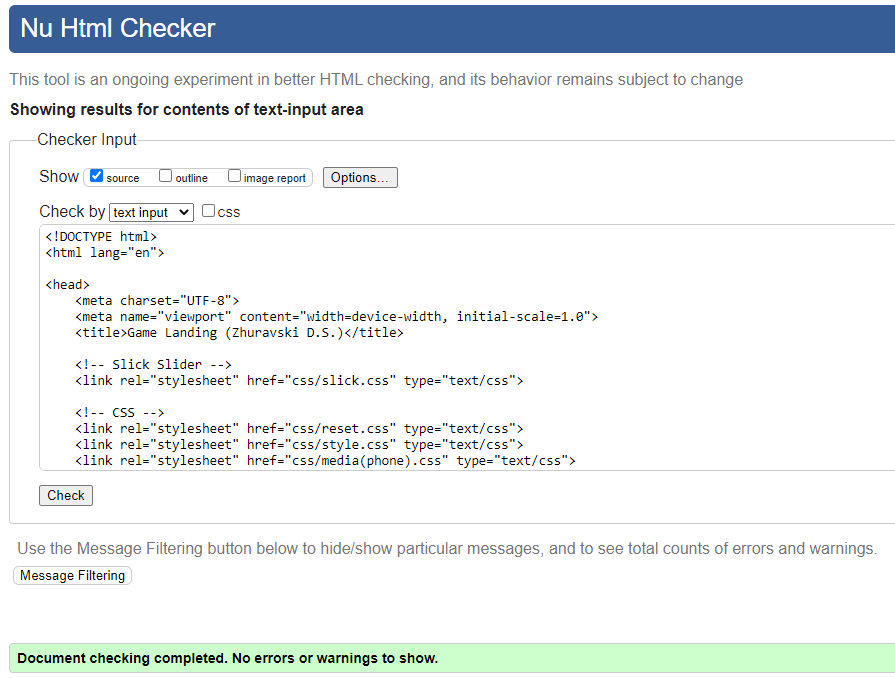 Nu Html Checker
This tool is an ongoing experiment in better HTML checking, and its behavior remains subject to change
Showing results for contents of text-input area
Checker Input
Show source outline image report Options...
Check by text input css
<!DOCTYPE html>
<html lang="en">
<head>
<meta charset="UTF-8">
<meta name="viewport" content="width=device-width, initial-scale=1.0">
<title>Game Landing (Zhuravski D.S.)</title>
<!-- Slick Slider -->
<link rel="stylesheet" href="css/slick.css" type="text/css">
<!-- CSS -->
<link rel="stylesheet" href="css/reset.css" type="text/css">
<link rel="stylesheet" href="css/style.css" type="text/css">
<link rel="stylesheet" href="css/media(phone).css" type="text/css">
Check
Use the Message Filtering button below to hide/show particular messages, and to see total counts of errors and warnings.
Message Filtering
Document checking completed. No errors or warnings to show.